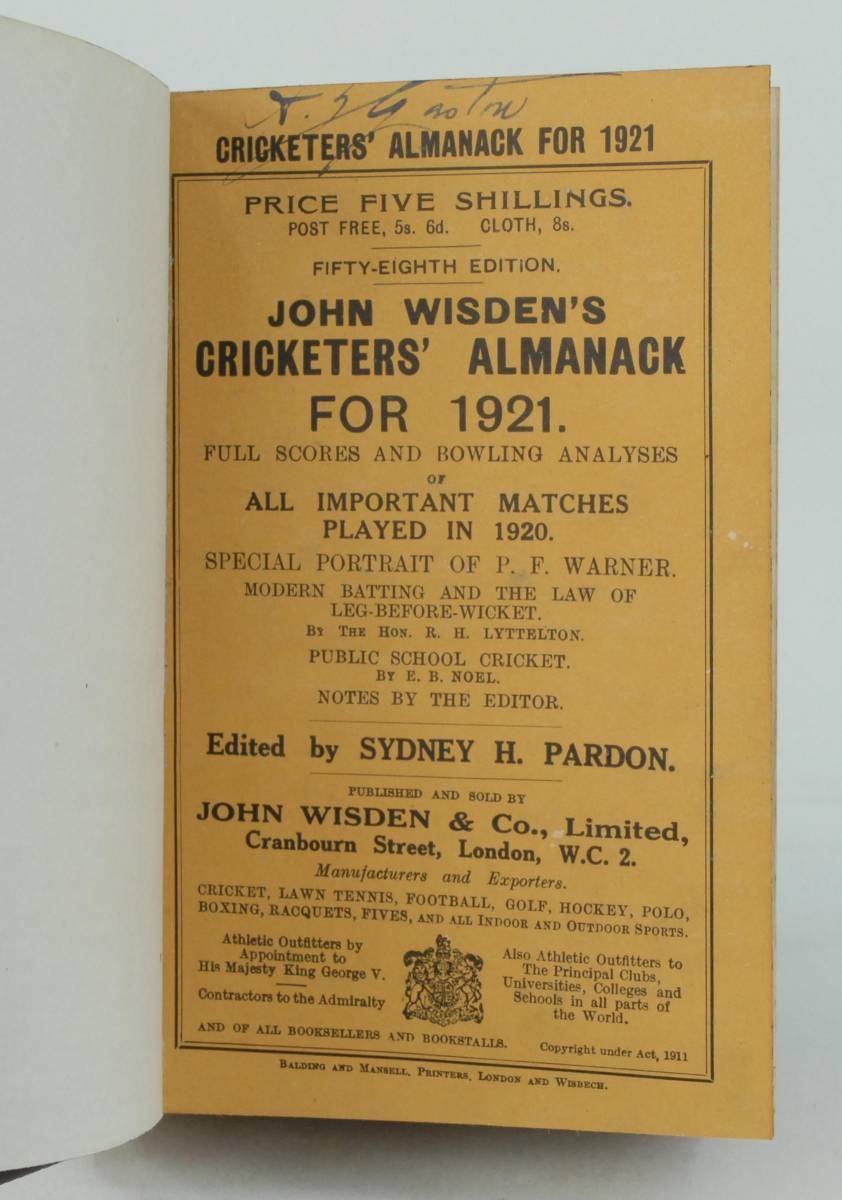 A. J. Gaston
CRICKETERS' ALMANACK FOR 1921
PRICE FIVE SHILLINGS.
POST FREE, 5s. 6d. CLOTH, 8s.
FIFTY-EIGHTH EDITION.
JOHN WISDEN'S
CRICKETERS' ALMANACK
FOR 1921.
FULL SCORES AND BOWLING ANALYSES
OF
ALL IMPORTANT MATCHES
PLAYED IN 1920.
SPECIAL PORTRAIT OF P. F. WARNER.
MODERN BATTING AND THE LAW OF
LEG-BEFORE-WICKET.
BY THE HON. R. H. LYTTELTON.
PUBLIC SCHOOL CRICKET.
BY E. B. NOEL.
NOTES BY THE EDITOR.
Edited by SYDNEY H. PARDON.
PUBLISHED AND SOLD BY
JOHN WISDEN & Co., Limited,
Cranbourn Street, London, W.C. 2.
Manufacturers and Exporters.
CRICKET, LAWN TENNIS, FOOTBALL, GOLF, HOCKEY, POLO,
BOXING, RACQUETS, FIVES, AND ALL INDOOR AND OUTDOOR SPORTS.
Athletic Outfitters by
Appointment to
His Majesty King George V.
Contractors to the Admiralty
Also Athletic Outfitters to
The Principal Clubs,
Universities, Colleges and
Schools in all parts of
the World.
AND OF ALL BOOKSELLERS AND BOOKSTALLS.
Copyright under Act, 1911
BALDING AND MANSELL, PRINTERS, LONDON AND WISBECH.